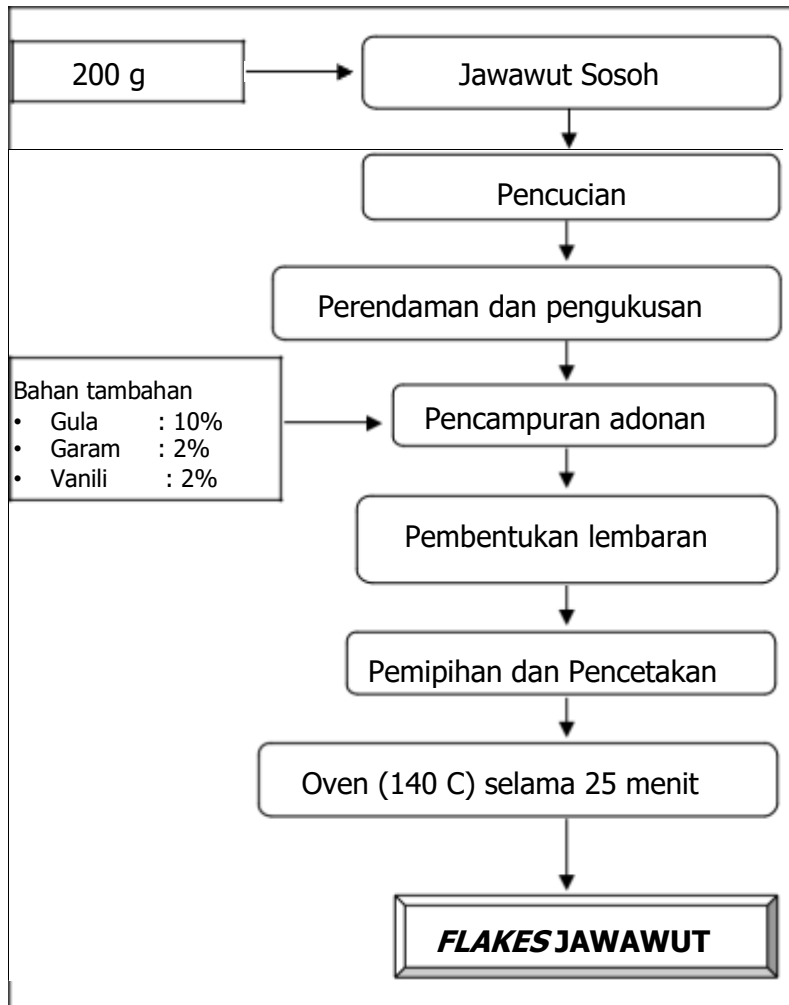 200 g
Jawawut Sosoh
Pencucian
Perendaman dan pengukusan
Bahan tambahan
• Gula : 10%
• Garam : 2%
• Vanili : 2%
Pencampuran adonan
Pembentukan lembaran
Pemipihan dan Pencetakan
Oven (140 C) selama 25 menit
FLAKES JAWAWUT